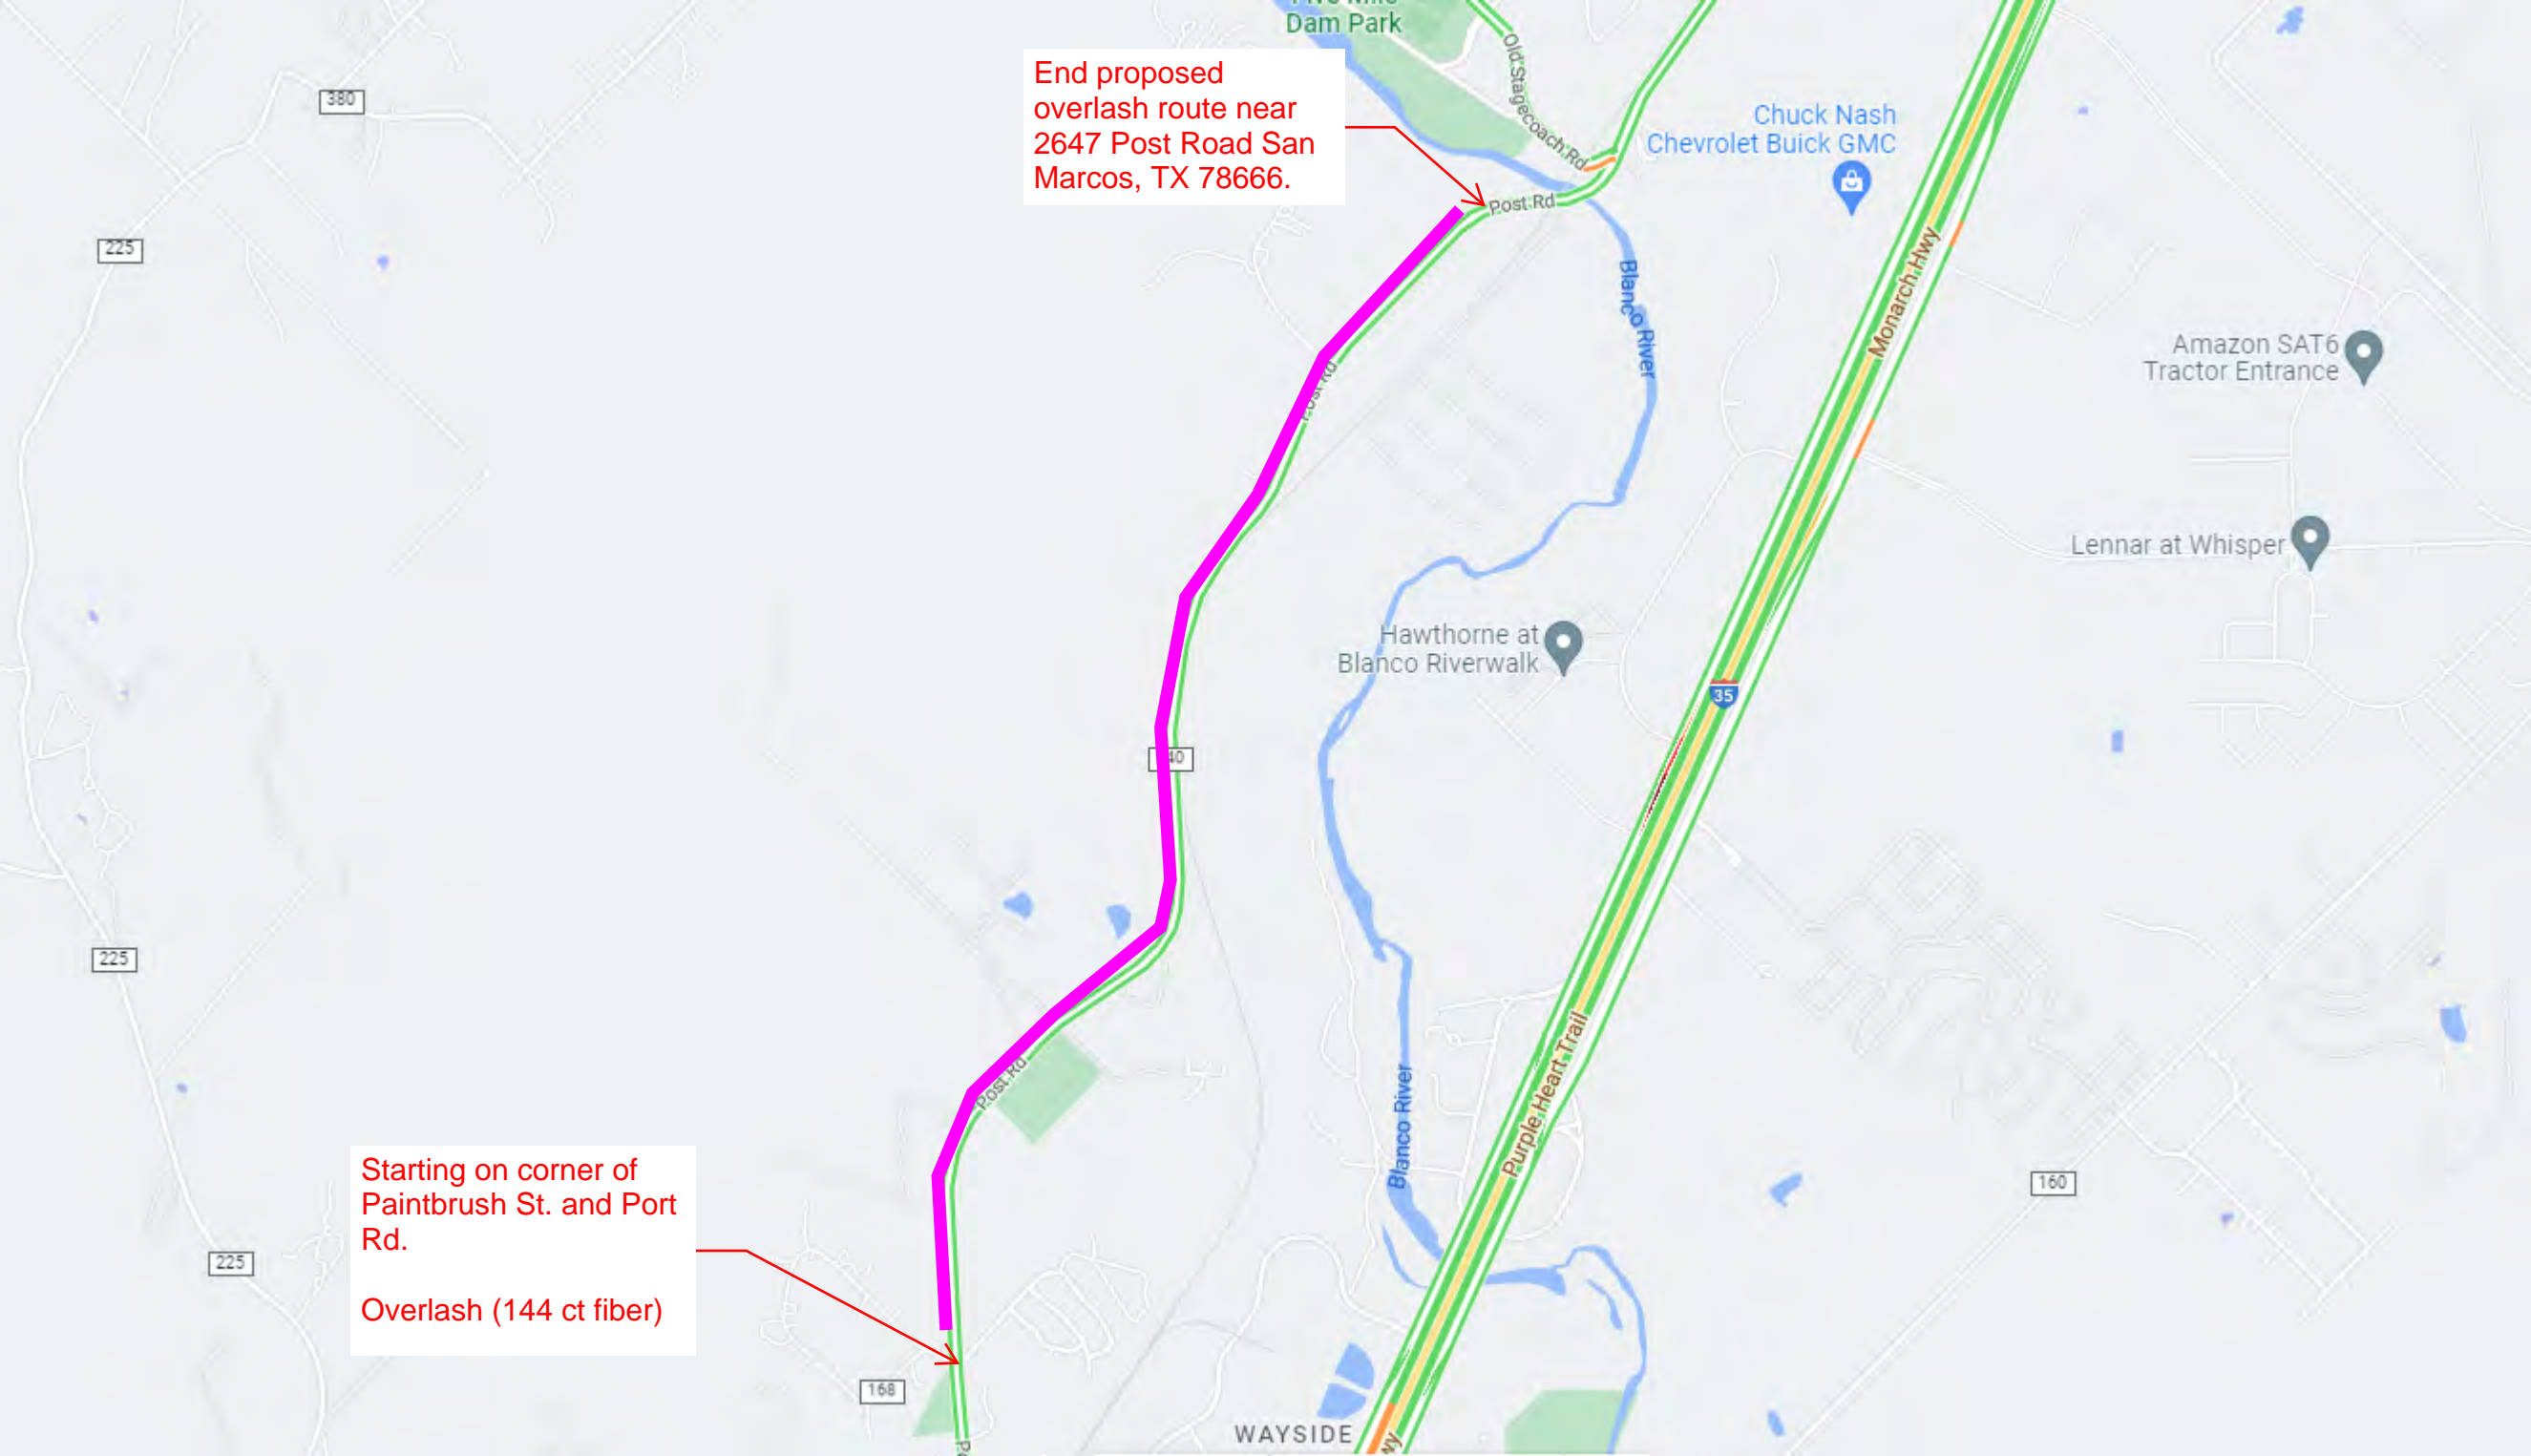 Dam Park
End proposed
overlash route near
2647 Post Road San
Marcos, TX 78666.
Old Stagecoach Rd
Chuck Nash
Chevrolet Buick GMC
380
Post Rd
225
Blanco River
Monarch Hwy
Amazon SAT6
Tractor Entrance
Post Rd
Lennar at Whisper
Hawthorne at
Blanco Riverwalk
35
40
225
Post Rd
Purple Heart Trail
Blanco River
Starting on corner of
Paintbrush St. and Port
Rd.
Overlash (144 ct fiber)
160
225
168
WAYSIDE